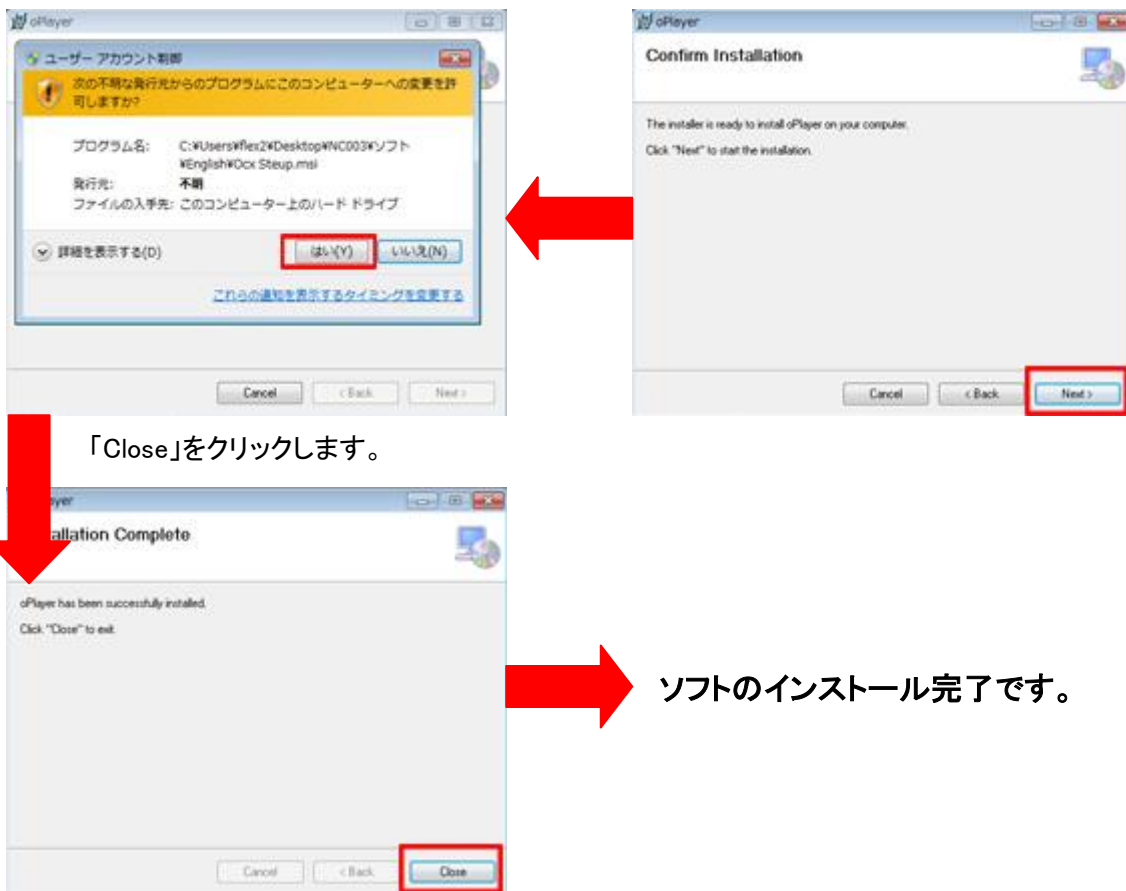 oPlayer
ユーザー アカウント制御
次の不明な発行元からのプログラムにこのコンピューターへの変更を許
可しますか?
プログラム名: C:¥Users¥flex2¥Desktop¥NC003¥ソフト
¥English¥Ocx Steup.msi
発行元: 不明
ファイルの入手先: このコンピューター上のハード ドライブ
詳細を表示する(D)
はい(Y)
いいえ(N)
これらの通知を表示するタイミングを変更する
Cancel
< Back
Next >
oPlayer
Confirm Installation
The installer is ready to install oPlayer on your computer.
Click "Next" to start the installation.
Cancel
< Back
Next >
「Close」をクリックします。
yer
allation Complete
oPlayer has been successfully installed.
Click "Close" to exit.
Cancel
< Back
Close
ソフトのインストール完了です。